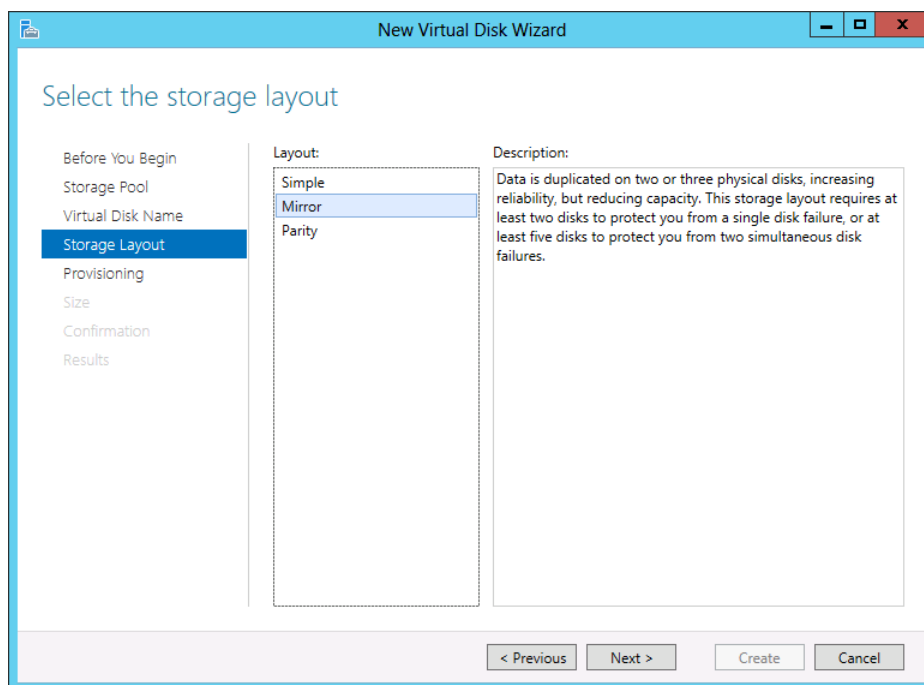 New Virtual Disk Wizard
Select the storage layout
Before You Begin
Storage Pool
Virtual Disk Name
Storage Layout
Provisioning
Size
Confirmation
Results
Layout:
Simple
Mirror
Parity
Description:
Data is duplicated on two or three physical disks, increasing
reliability, but reducing capacity. This storage layout requires at
least two disks to protect you from a single disk failure, or at
least five disks to protect you from two simultaneous disk
failures.
< Previous
Next >
Create
Cancel